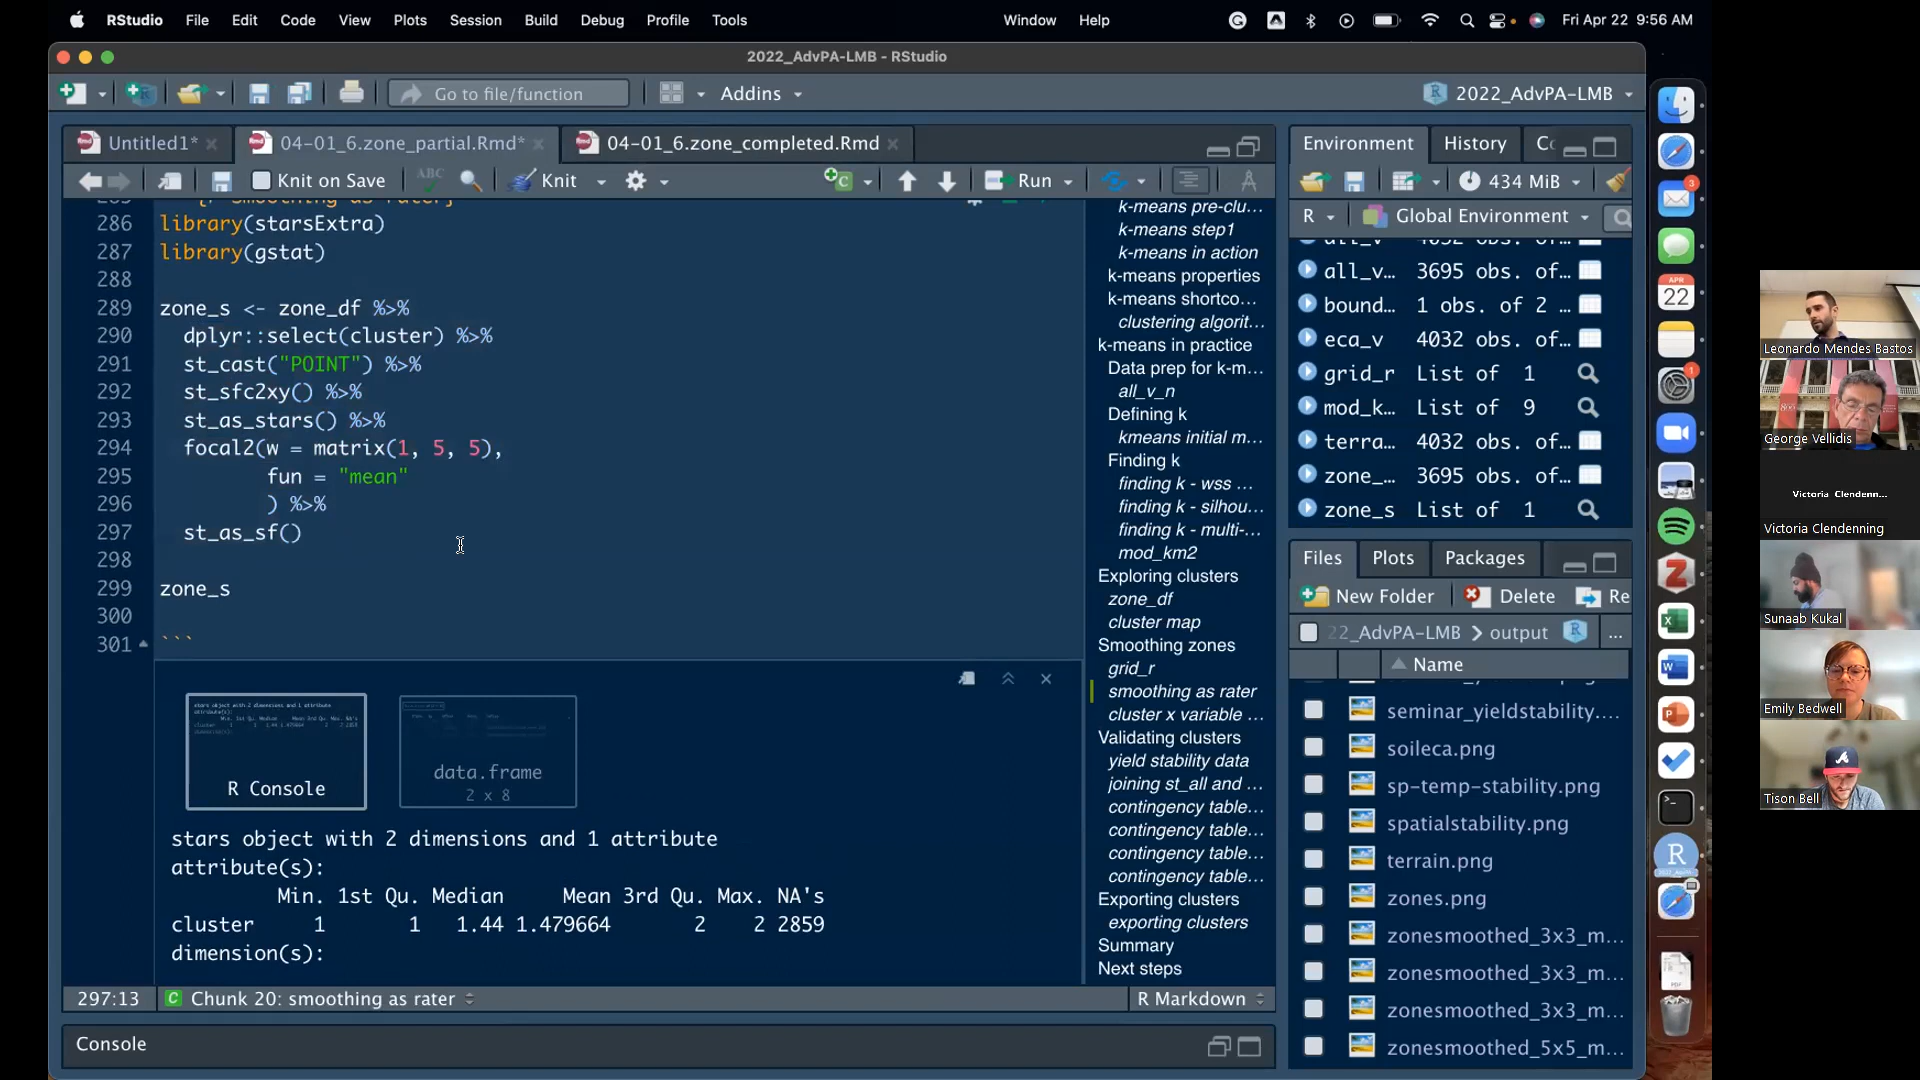 RStudio File Edit Code View Plots Session Build Debug Profile Tools Window Help Fri Apr 22 9:56 AM
2022_AdvPA-LMB - RStudio
Go to file/function Addins 2022_AdvPA-LMB
Untitled1* 04-01_6.zone_partial.Rmd* 04-01_6.zone_completed.Rmd
Knit on Save ABC Knit Run
286 library(starsExtra)
287 library(gstat)
288
289 zone_s <- zone_df %>%
290 dplyr::select(cluster) %>%
291 st_cast("POINT") %>%
292 st_sfc2xy() %>%
293 st_as_stars() %>%
294 focal2(w = matrix(1, 5, 5),
295 fun = "mean"
296 ) %>%
297 st_as_sf()
298
299 zone_s
300
301 ```
R Console
data.frame
2 x 8
stars object with 2 dimensions and 1 attribute
attribute(s):
Min. 1st Qu. Median Mean 3rd Qu. Max. NA's
cluster 1 1 1.44 1.479664 2 2 2859
dimension(s):
297:13 Chunk 20: smoothing as rater R Markdown
Console
k-means pre-clu...
k-means step1
k-means in action
k-means properties
k-means shortco...
clustering algorit...
k-means in practice
Data prep for k-m...
all_v_n
Defining k
kmeans initial m...
Finding k
finding k - wss ...
finding k - silhou...
finding k - multi-...
mod_km2
Exploring clusters
zone_df
cluster map
Smoothing zones
grid_r
smoothing as rater
cluster x variable ...
Validating clusters
yield stability data
joining st_all and ...
contingency table...
contingency table...
contingency table...
contingency table...
Exporting clusters
exporting clusters
Summary
Next steps
Environment History
434 MiB
R Global Environment
all_v... 3695 obs. of...
bound... 1 obs. of 2 ...
eca_v 4032 obs. of...
grid_r List of 1
mod_k... List of 9
terra... 4032 obs. of...
zone_... 3695 obs. of...
zone_s List of 1
Files Plots Packages
New Folder Delete Re
22_AdvPA-LMB output R ...
Name
seminar_yieldstability....
soileca.png
sp-temp-stability.png
spatialstability.png
terrain.png
zones.png
zonesmoothed_3x3_m...
zonesmoothed_3x3_m...
zonesmoothed_3x3_m...
zonesmoothed_5x5_m...
3
APR
22
1
Leonardo Mendes Bastos
George Vellidis
Victoria Clendenn...
Victoria Clendenning
Sunaab Kukal
Emily Bedwell
Tison Bell